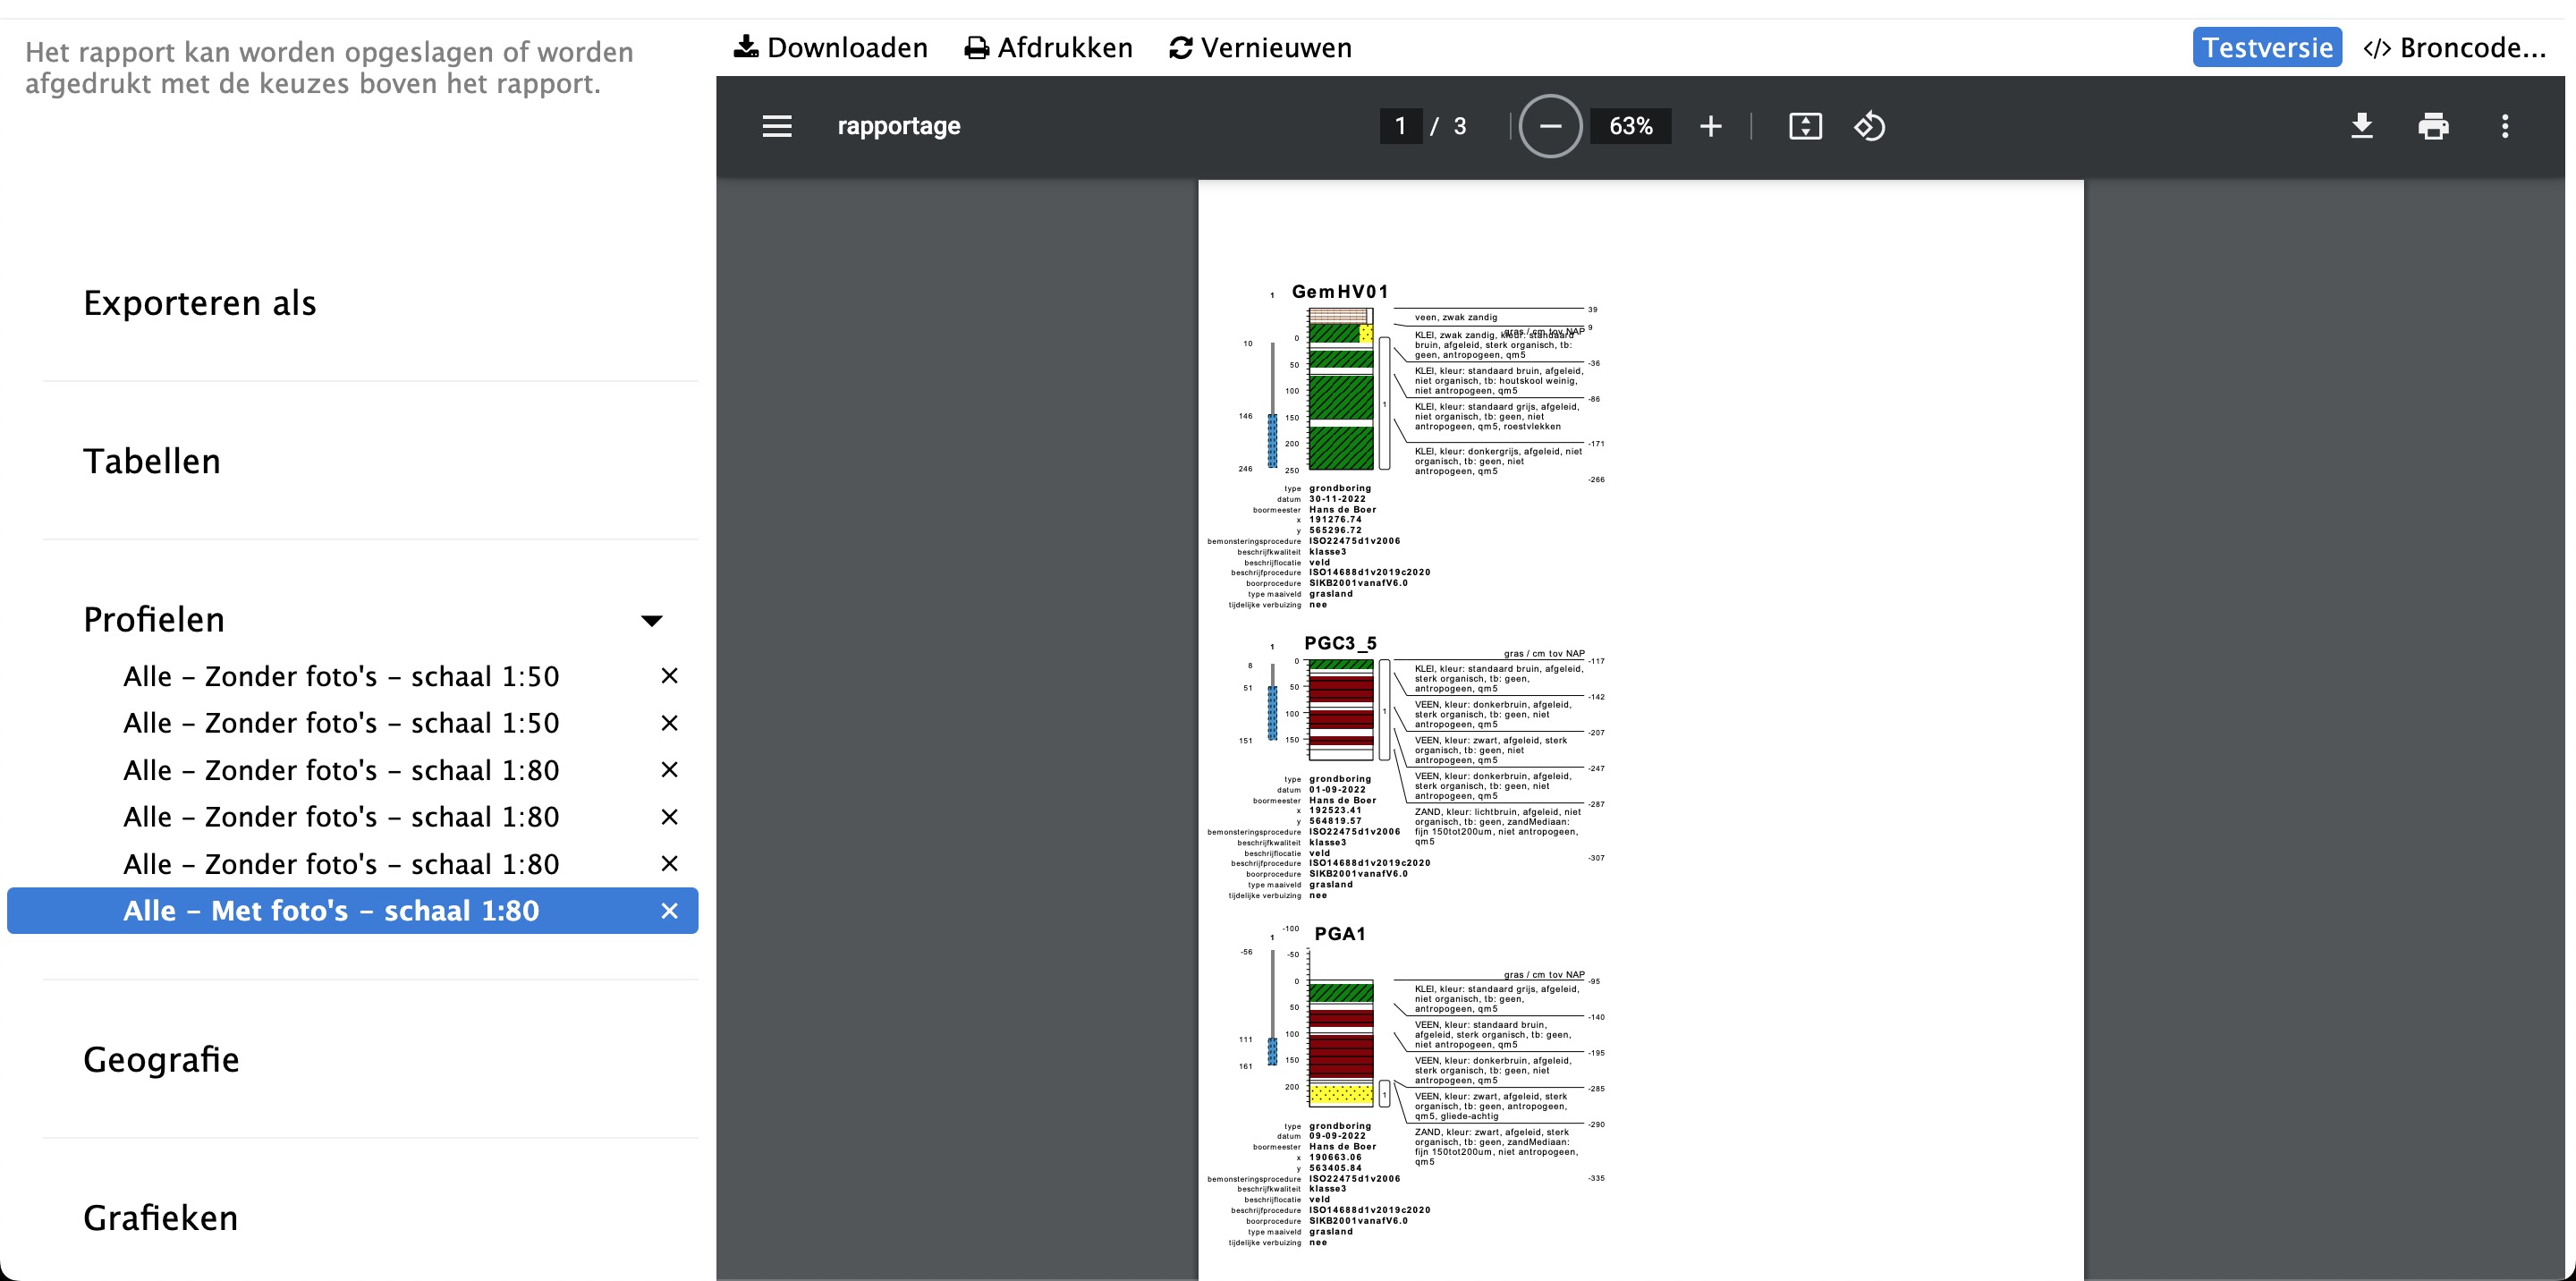 Het rapport kan worden opgeslagen of worden
afgedrukt met de keuzes boven het rapport.
Exporteren als
Tabellen
Profielen
Alle – Zonder foto's – schaal 1:50
Alle – Zonder foto's – schaal 1:50
Alle – Zonder foto's – schaal 1:80
Alle – Zonder foto's – schaal 1:80
Alle – Zonder foto's – schaal 1:80
Alle – Met foto's – schaal 1:80
Geografie
Grafieken
Downloaden Afdrukken Vernieuwen Testversie </> Broncode...
rapportage 1 / 3 63%
1 GemHV01
10
146
246
0
50
100
150
200
250
1
39
veen, zwak zandig
gras / cm tov NAP 9
KLEI, zwak zandig, kleur: standaard
bruin, afgeleid, sterk organisch, tb:
geen, antropogeen, qm5
-36
KLEI, kleur: standaard bruin, afgeleid,
niet organisch, tb: houtskool weinig,
niet antropogeen, qm5
-86
KLEI, kleur: standaard grijs, afgeleid,
niet organisch, tb: geen, niet
antropogeen, qm5, roestvlekken
-171
KLEI, kleur: donkergrijs, afgeleid, niet
organisch, tb: geen, niet
antropogeen, qm5
-266
type grondboring
datum 30-11-2022
boormeester Hans de Boer
x 191276.74
y 565296.72
bemonsteringsprocedure ISO22475d1v2006
beschrijfkwaliteit klasse3
beschrijflocatie veld
beschrijfprocedure ISO14688d1v2019c2020
boorprocedure SIKB2001vanafV6.0
type maaiveld grasland
tijdelijke verbuizing nee
1 PGC3_5
8
51
151
0
50
100
150
1
gras / cm tov NAP -117
KLEI, kleur: standaard bruin, afgeleid,
sterk organisch, tb: geen,
antropogeen, qm5
-142
VEEN, kleur: donkerbruin, afgeleid,
sterk organisch, tb: geen, niet
antropogeen, qm5
-207
VEEN, kleur: zwart, afgeleid, sterk
organisch, tb: geen, niet
antropogeen, qm5
-247
VEEN, kleur: donkerbruin, afgeleid,
sterk organisch, tb: geen, niet
antropogeen, qm5
-287
ZAND, kleur: lichtbruin, afgeleid, niet
organisch, tb: geen, zandMediaan:
fijn 150tot200um, niet antropogeen,
qm5
-307
type grondboring
datum 01-09-2022
boormeester Hans de Boer
x 192523.41
y 564819.57
bemonsteringsprocedure ISO22475d1v2006
beschrijfkwaliteit klasse3
beschrijflocatie veld
beschrijfprocedure ISO14688d1v2019c2020
boorprocedure SIKB2001vanafV6.0
type maaiveld grasland
tijdelijke verbuizing nee
1 PGA1
-56
111
161
-100
-50
0
50
100
150
200
1
gras / cm tov NAP -95
KLEI, kleur: standaard grijs, afgeleid,
niet organisch, tb: geen,
antropogeen, qm5
-140
VEEN, kleur: standaard bruin,
afgeleid, sterk organisch, tb: geen,
niet antropogeen, qm5
-195
VEEN, kleur: donkerbruin, afgeleid,
sterk organisch, tb: geen, niet
antropogeen, qm5
-285
VEEN, kleur: zwart, afgeleid, sterk
organisch, tb: geen, antropogeen,
qm5, gliede-achtig
-290
ZAND, kleur: zwart, afgeleid, sterk
organisch, tb: geen, zandMediaan:
fijn 150tot200um, niet antropogeen,
qm5
-335
type grondboring
datum 09-09-2022
boormeester Hans de Boer
x 190663.06
y 563405.84
bemonsteringsprocedure ISO22475d1v2006
beschrijfkwaliteit klasse3
beschrijflocatie veld
beschrijfprocedure ISO14688d1v2019c2020
boorprocedure SIKB2001vanafV6.0
type maaiveld grasland
tijdelijke verbuizing nee